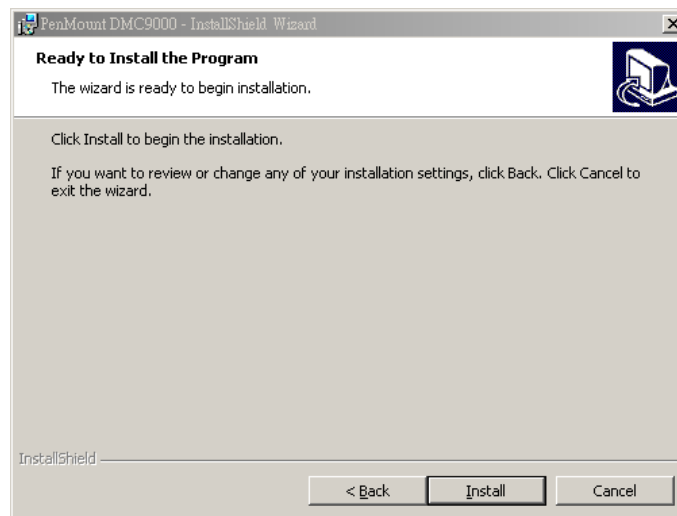 PenMount DMC9000 - InstallShield Wizard
Ready to Install the Program
The wizard is ready to begin installation.
Click Install to begin the installation.
If you want to review or change any of your installation settings, click Back. Click Cancel to
exit the wizard.
InstallShield
< Back
Install
Cancel